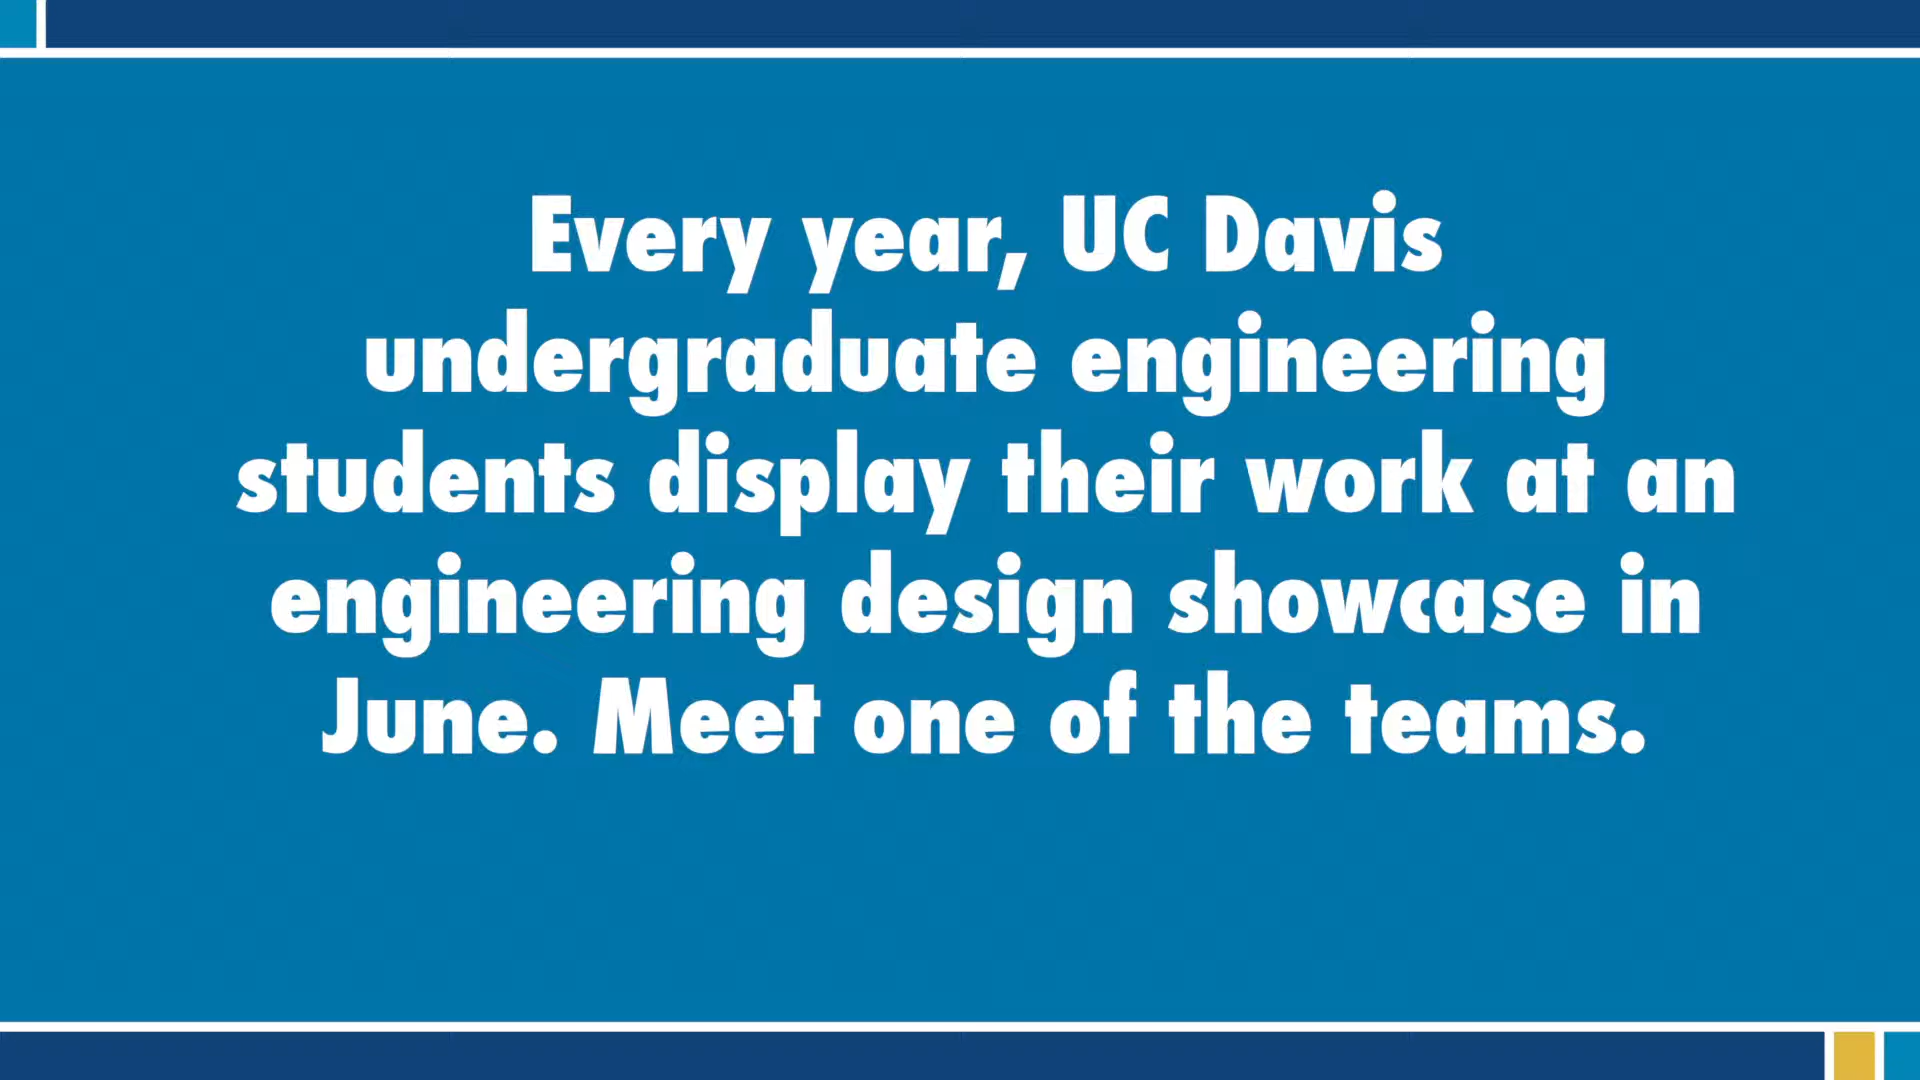 Every year, UC Davis
undergraduate engineering
students display their work at an
engineering design showcase in
June. Meet one of the teams.